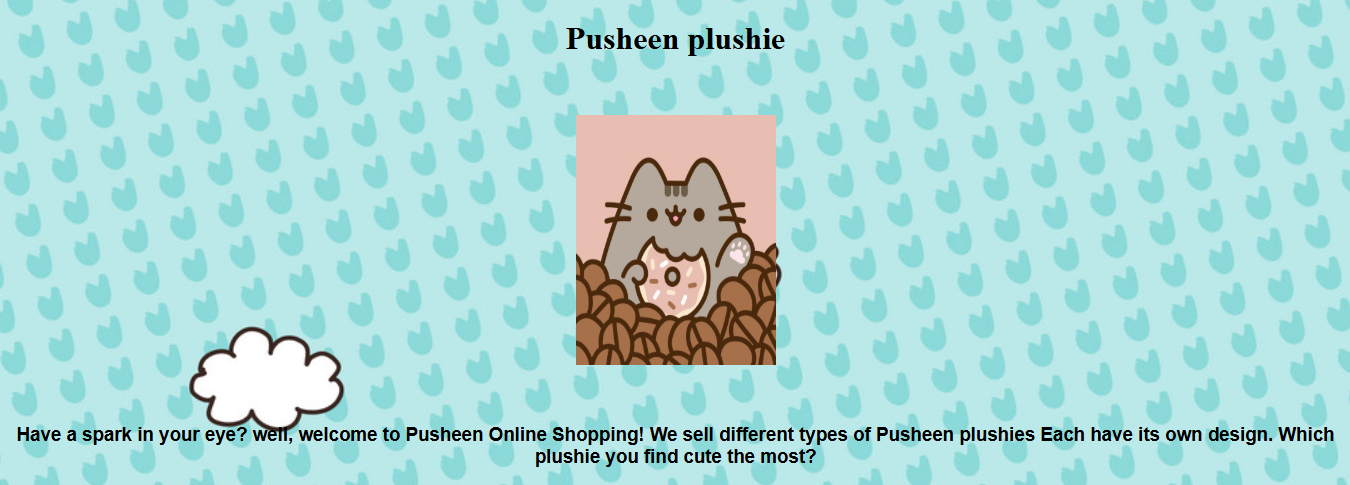 Pusheen plushie
Have a spark in your eye? well, welcome to Pusheen Online Shopping! We sell different types of Pusheen plushies Each have its own design. Which
plushie you find cute the most?